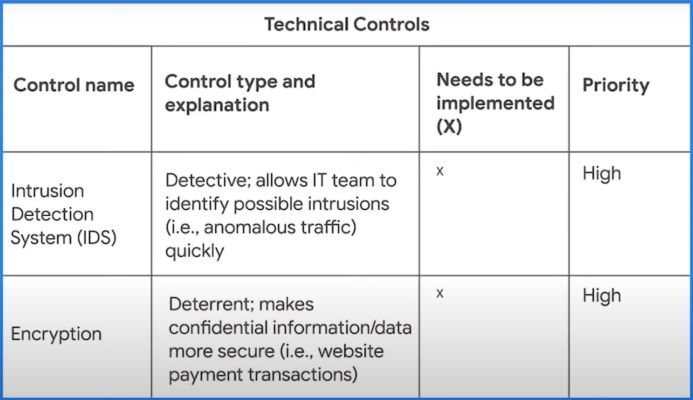 Technical Controls
Control name
Control type and
explanation
Needs to be
implemented
(X)
Priority
Intrusion
Detection
System (IDS)
Detective; allows IT team to
identify possible intrusions
(i.e., anomalous traffic)
quickly
x
High
Encryption
Deterrent; makes
confidential information/data
more secure (i.e., website
payment transactions)
x
High